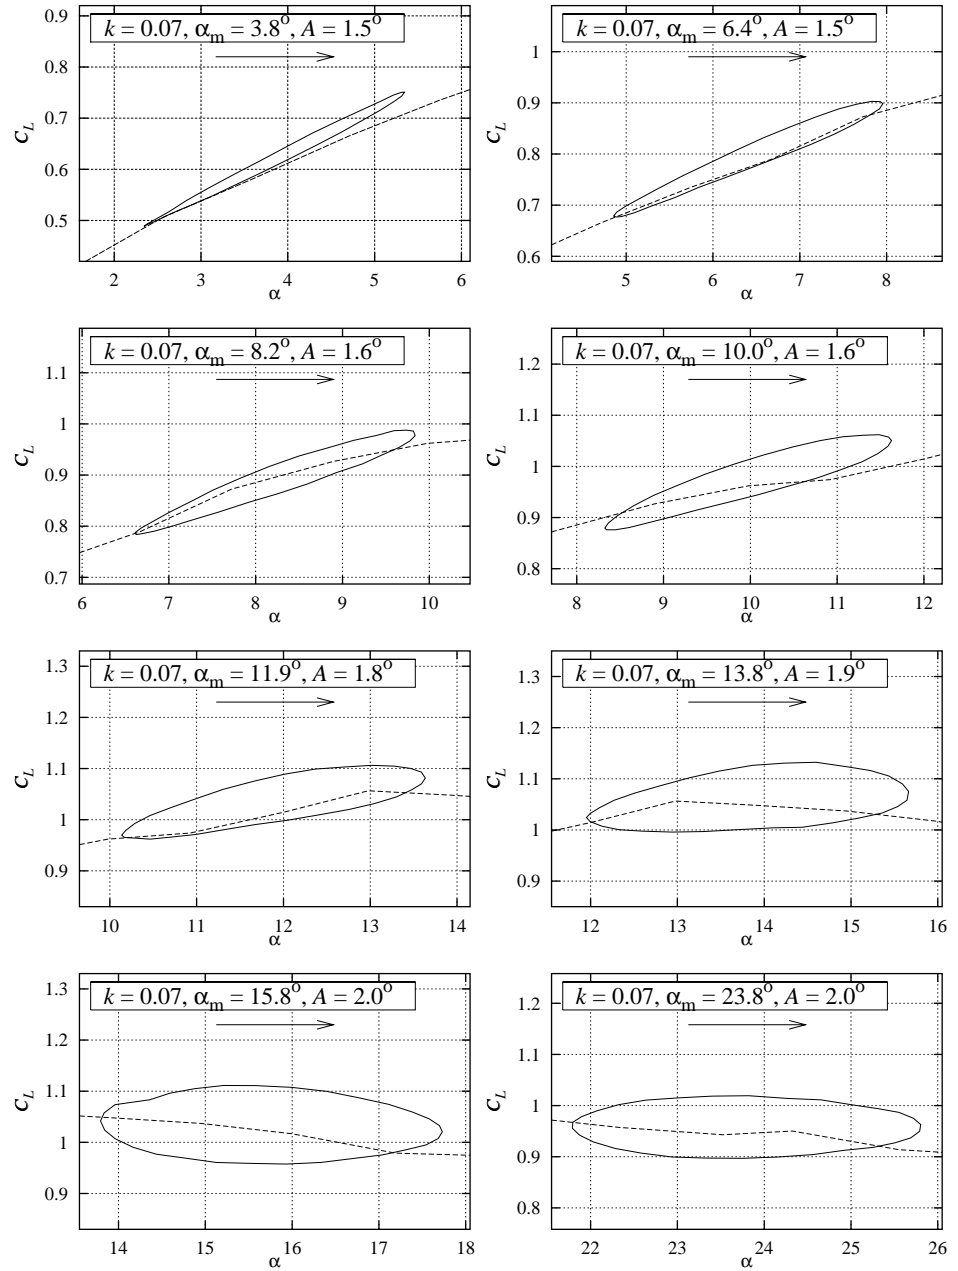 k = 0.07, αm = 3.8°, A = 1.5°
0.9
0.8
0.7
0.6
0.5
cL
2 3 4 5 6
α
k = 0.07, αm = 6.4°, A = 1.5°
1
0.9
0.8
0.7
0.6
cL
5 6 7 8
α
k = 0.07, αm = 8.2°, A = 1.6°
1.1
1
0.9
0.8
0.7
cL
6 7 8 9 10
α
k = 0.07, αm = 10.0°, A = 1.6°
1.2
1.1
1
0.9
0.8
cL
8 9 10 11 12
α
k = 0.07, αm = 11.9°, A = 1.8°
1.3
1.2
1.1
1
0.9
cL
10 11 12 13 14
α
k = 0.07, αm = 13.8°, A = 1.9°
1.3
1.2
1.1
1
0.9
cL
12 13 14 15 16
α
k = 0.07, αm = 15.8°, A = 2.0°
1.3
1.2
1.1
1
0.9
cL
14 15 16 17 18
α
k = 0.07, αm = 23.8°, A = 2.0°
1.2
1.1
1
0.9
0.8
cL
22 23 24 25 26
α